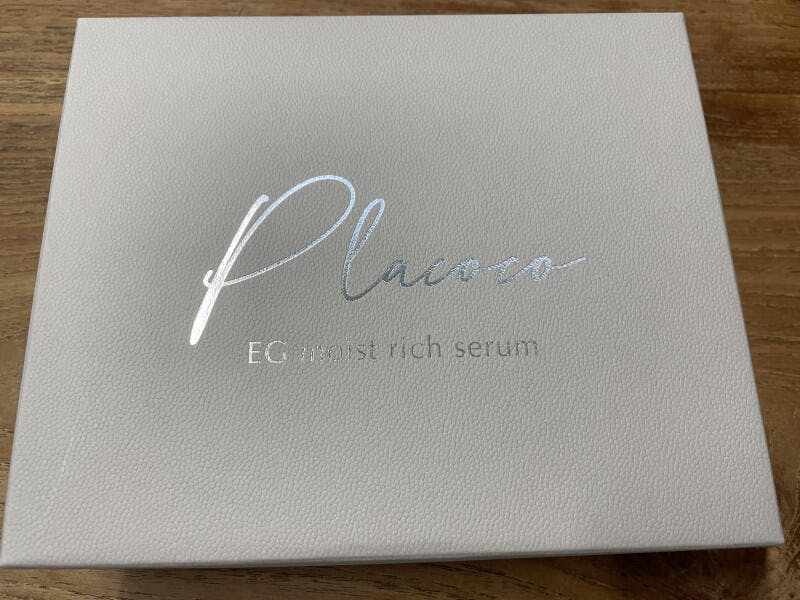 Placoco
EG moist rich serum